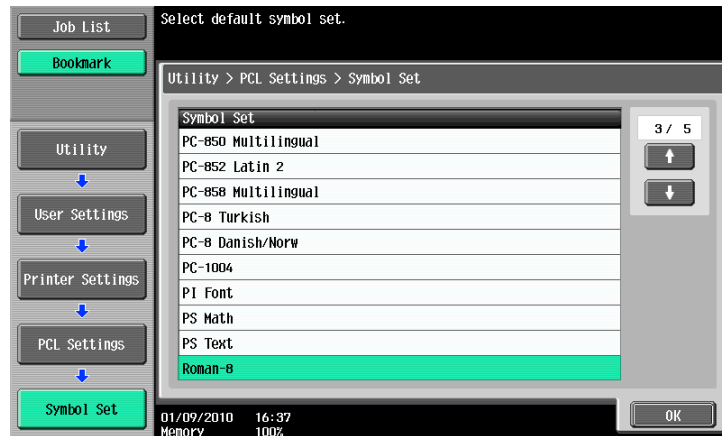 Job List
Bookmark
Utility
User Settings
Printer Settings
PCL Settings
Symbol Set
Select default symbol set.
Utility > PCL Settings > Symbol Set
Symbol Set
PC-850 Multilingual
PC-852 Latin 2
PC-858 Multilingual
PC-8 Turkish
PC-8 Danish/Norw
PC-1004
PI Font
PS Math
PS Text
Roman-8
3/ 5
OK
01/09/2010 16:37
Memory 100%